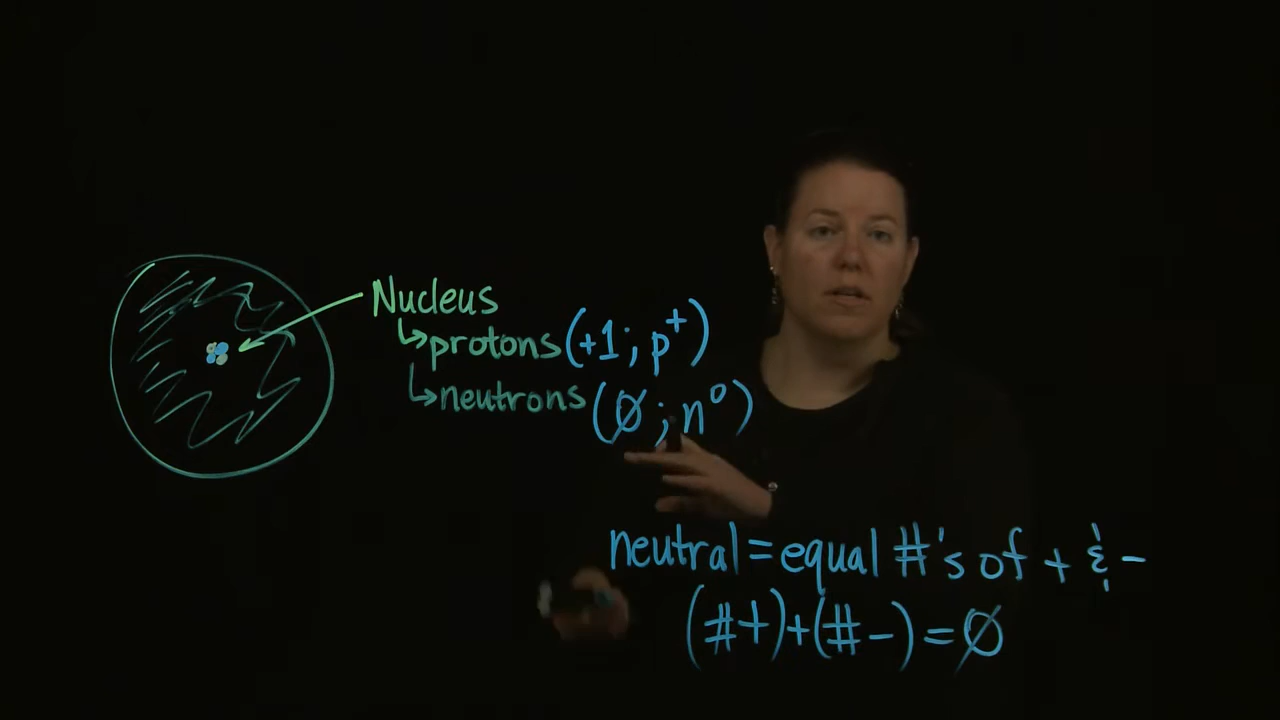 Nucleus
↳protons (+1; p⁺)
↳neutrons (∅; n⁰)
neutral = equal #'s of + & -
(#+)+(#-)=∅